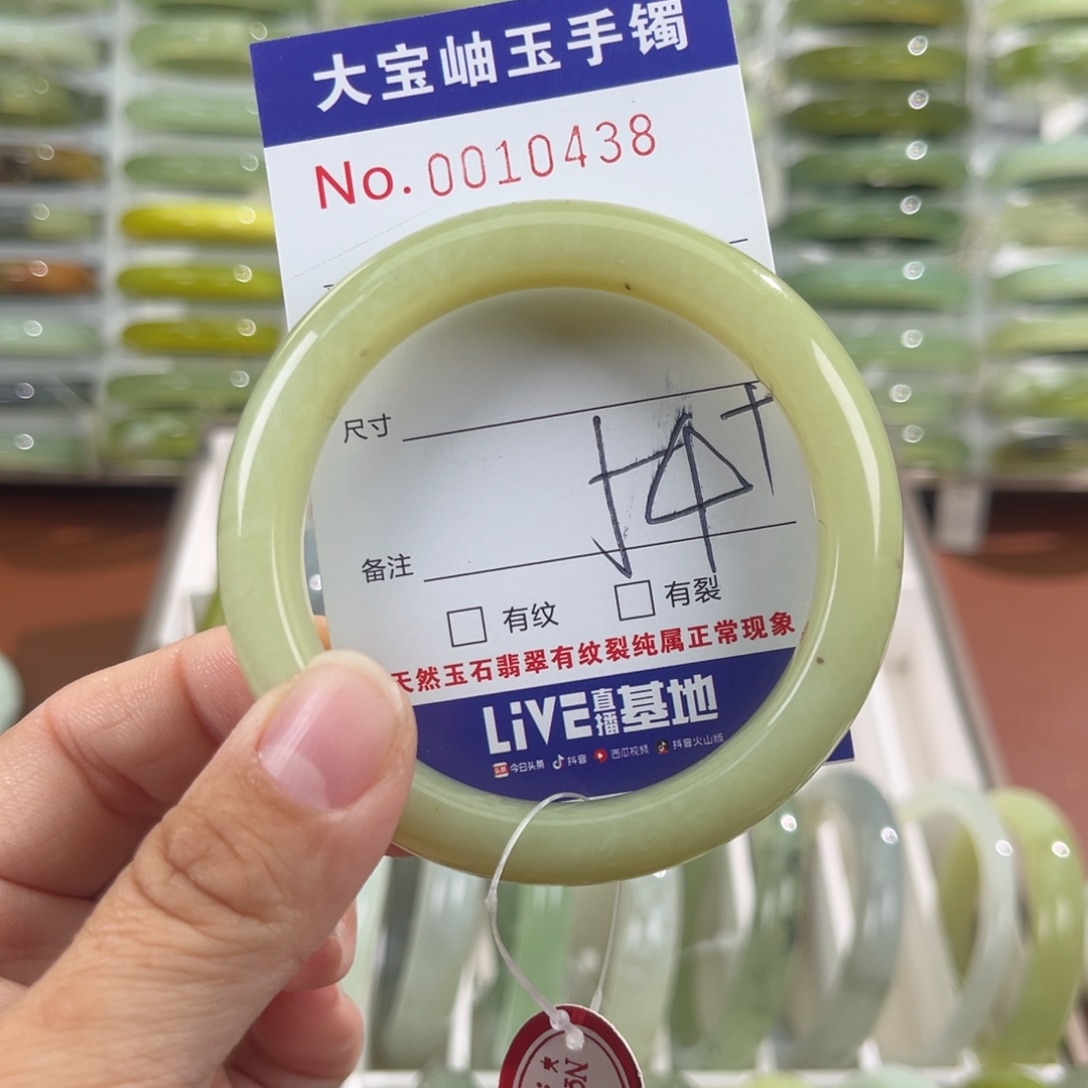 大宝岫玉手镯
No.0010438
尺寸
备注
有纹
有裂
天然玉石翡翠有纹裂纯属正常现象
LiVE直播基地
今日头条 抖音 西瓜视频 抖音火山版